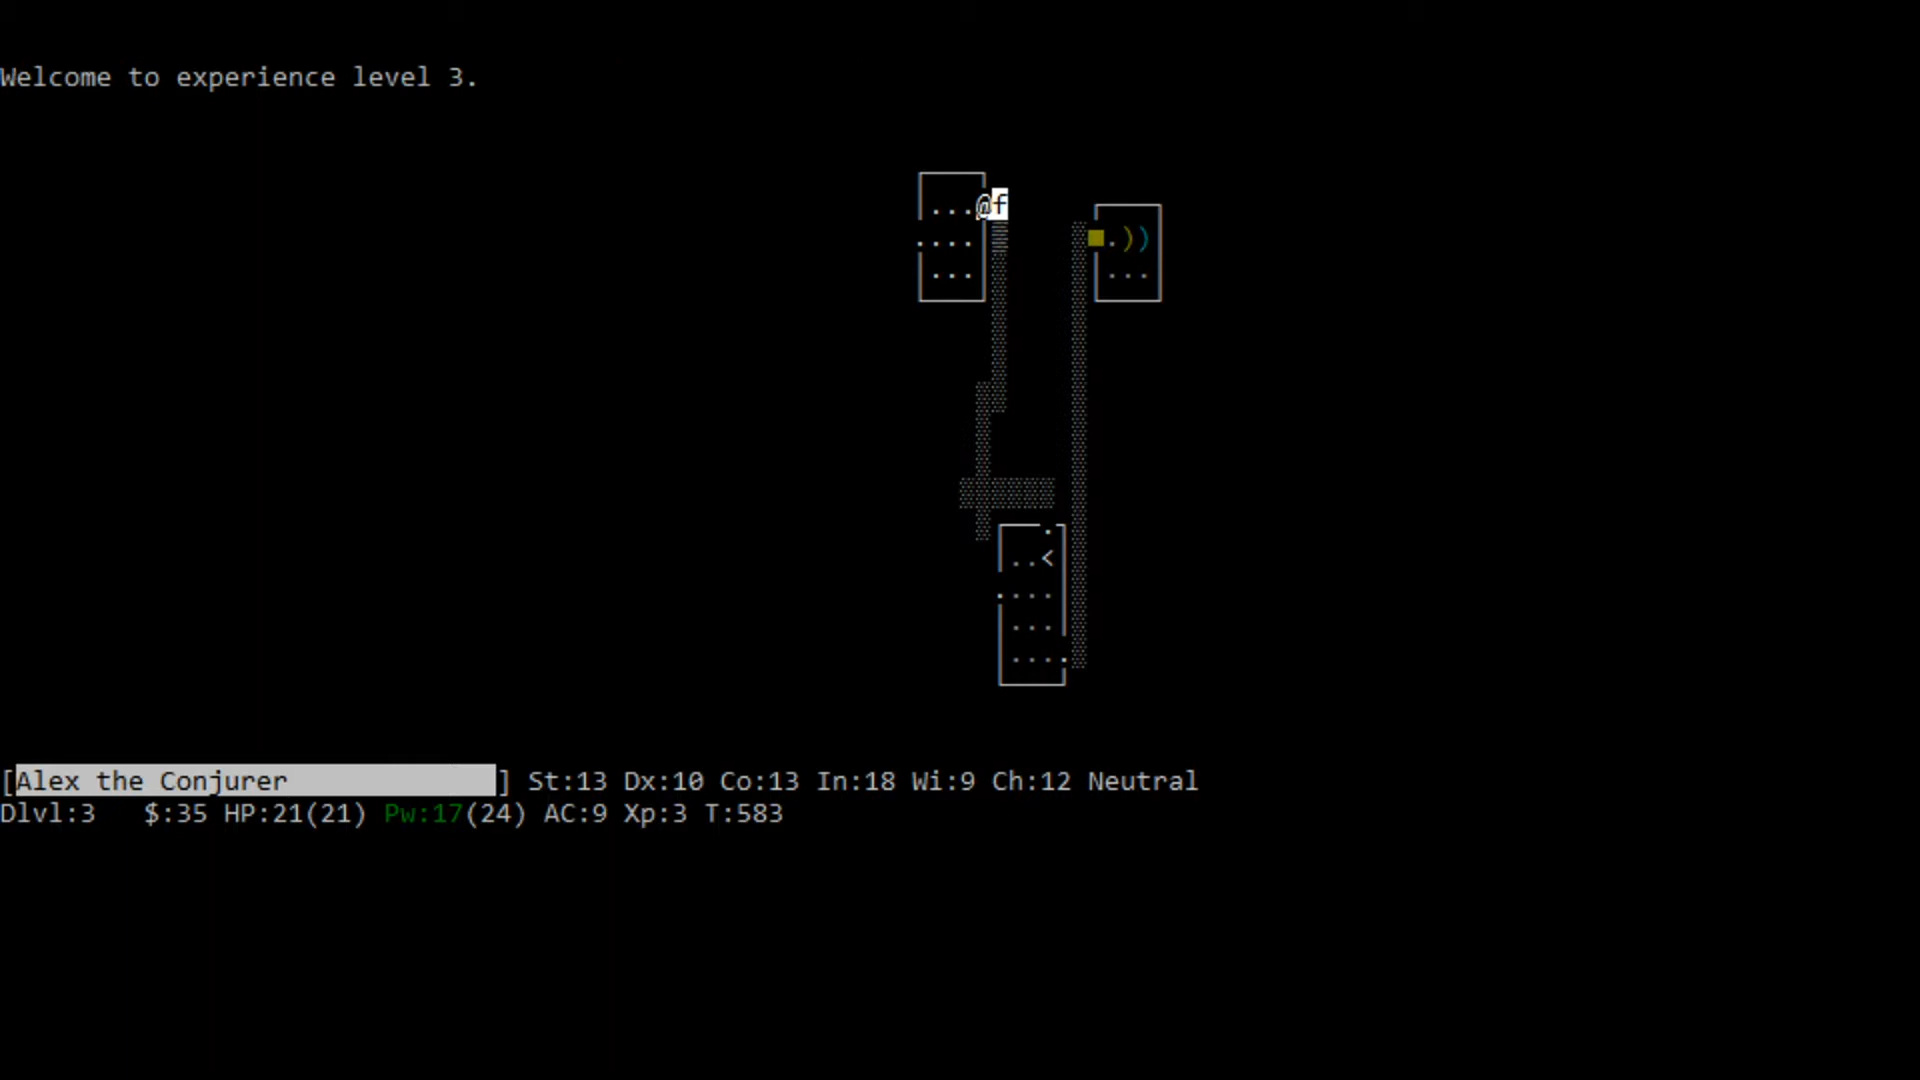 Welcome to experience level 3.
...@f
.... .))
... ...
.
..<
....
...
....
[Alex the Conjurer ] St:13 Dx:10 Co:13 In:18 Wi:9 Ch:12 Neutral
Dlvl:3 $:35 HP:21(21) Pw:17(24) AC:9 Xp:3 T:583